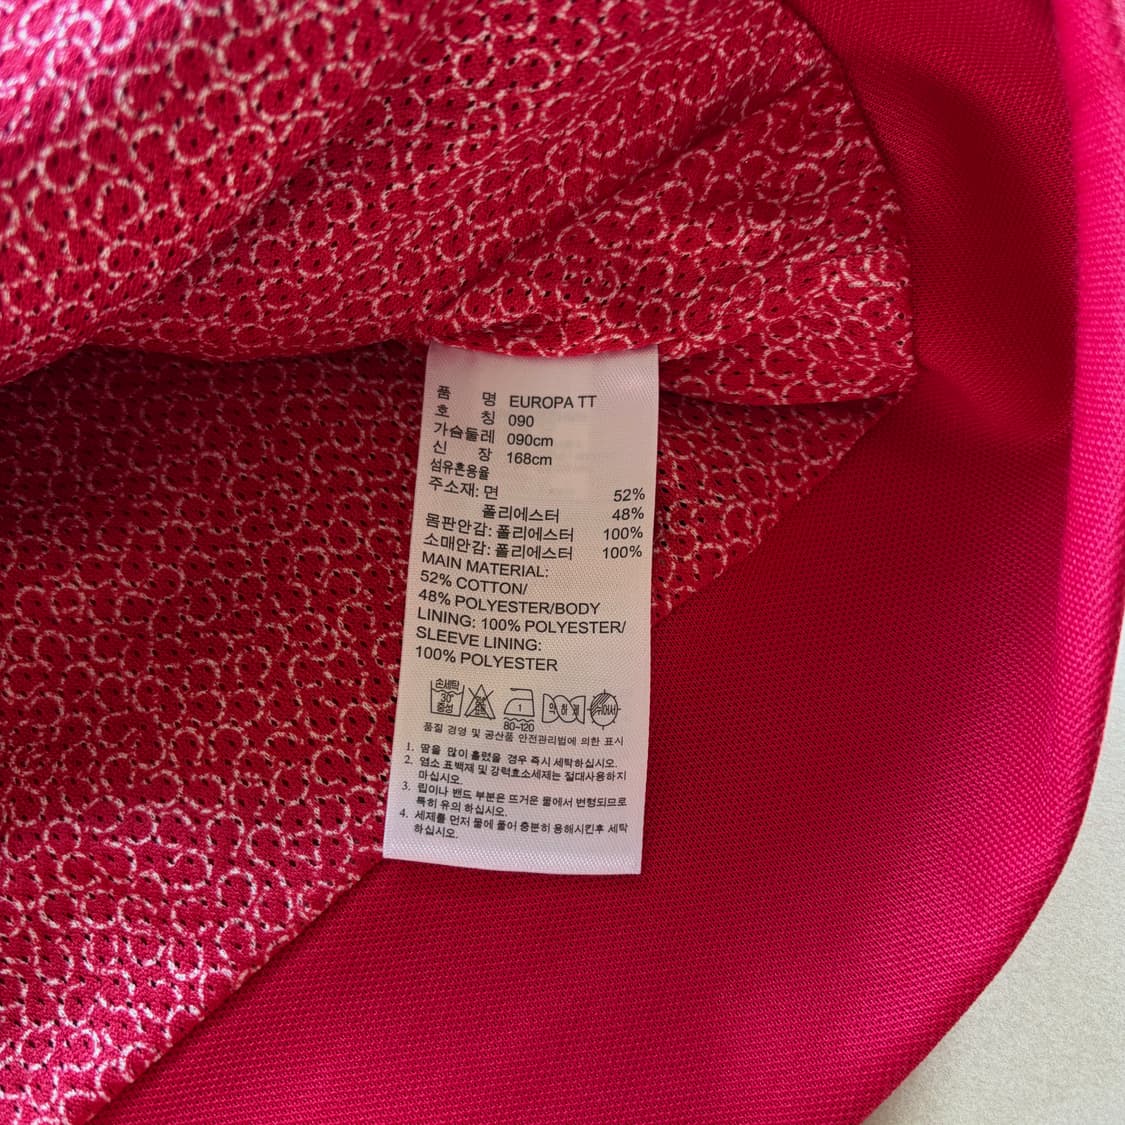 품 명 EUROPA TT
호 칭 090
가슴둘레 090cm
신 장 168cm
섬유혼용율
주소재: 면 52%
폴리에스터 48%
몸판안감: 폴리에스터 100%
소매안감: 폴리에스터 100%
MAIN MATERIAL:
52% COTTON/
48% POLYESTER/BODY
LINING: 100% POLYESTER/
SLEEVE LINING:
100% POLYESTER
손세탁
30°
중성
1
80~120
약 하 게
품질 경영 및 공산품 안전관리법에 의한 표시
1. 땀을 많이 흘렸을 경우 즉시 세탁하십시오.
2. 염소 표백제 및 강력효소세제는 절대사용하지
마십시오.
3. 립이나 밴드 부분은 뜨거운 물에서 변형되므로
특히 유의 하십시오.
4. 세제를 먼저 물에 풀어 충분히 용해시킨후 세탁
하십시오.